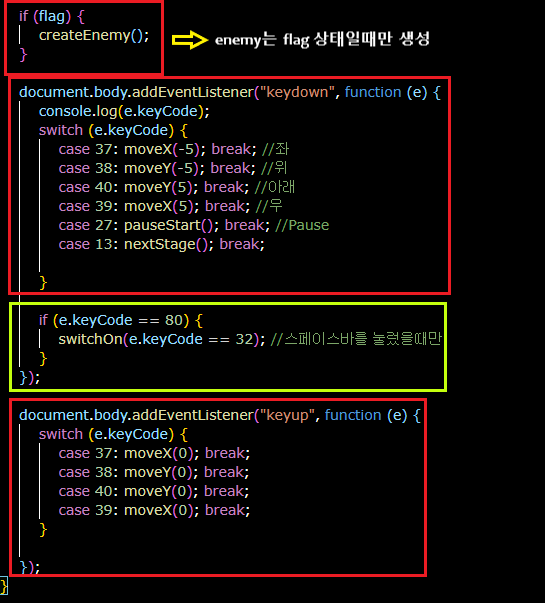 if (flag) {
createEnemy();
}
enemy는 flag 상태일때만 생성
document.body.addEventListener("keydown", function (e) {
console.log(e.keyCode);
switch (e.keyCode) {
case 37: moveX(-5); break; //좌
case 38: moveY(-5); break; //위
case 40: moveY(5); break; //아래
case 39: moveX(5); break; //우
case 27: pauseStart(); break; //Pause
case 13: nextStage(); break;
}
if (e.keyCode == 80) {
switchOn(e.keyCode == 32); //스페이스바를 눌렀을때만
}
});
document.body.addEventListener("keyup", function (e) {
switch (e.keyCode) {
case 37: moveX(0); break;
case 38: moveY(0); break;
case 40: moveY(0); break;
case 39: moveX(0); break;
}
});
}